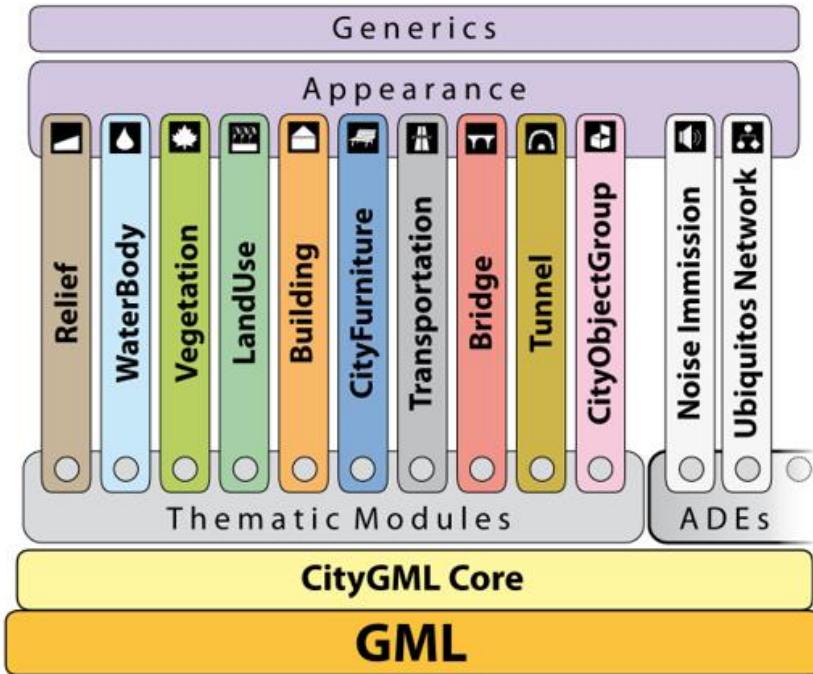 Generics
Appearance
Relief
WaterBody
Vegetation
LandUse
Building
CityFurniture
Transportation
Bridge
Tunnel
CityObjectGroup
Noise Immission
Ubiquitos Network
Thematic Modules
ADEs
CityGML Core
GML